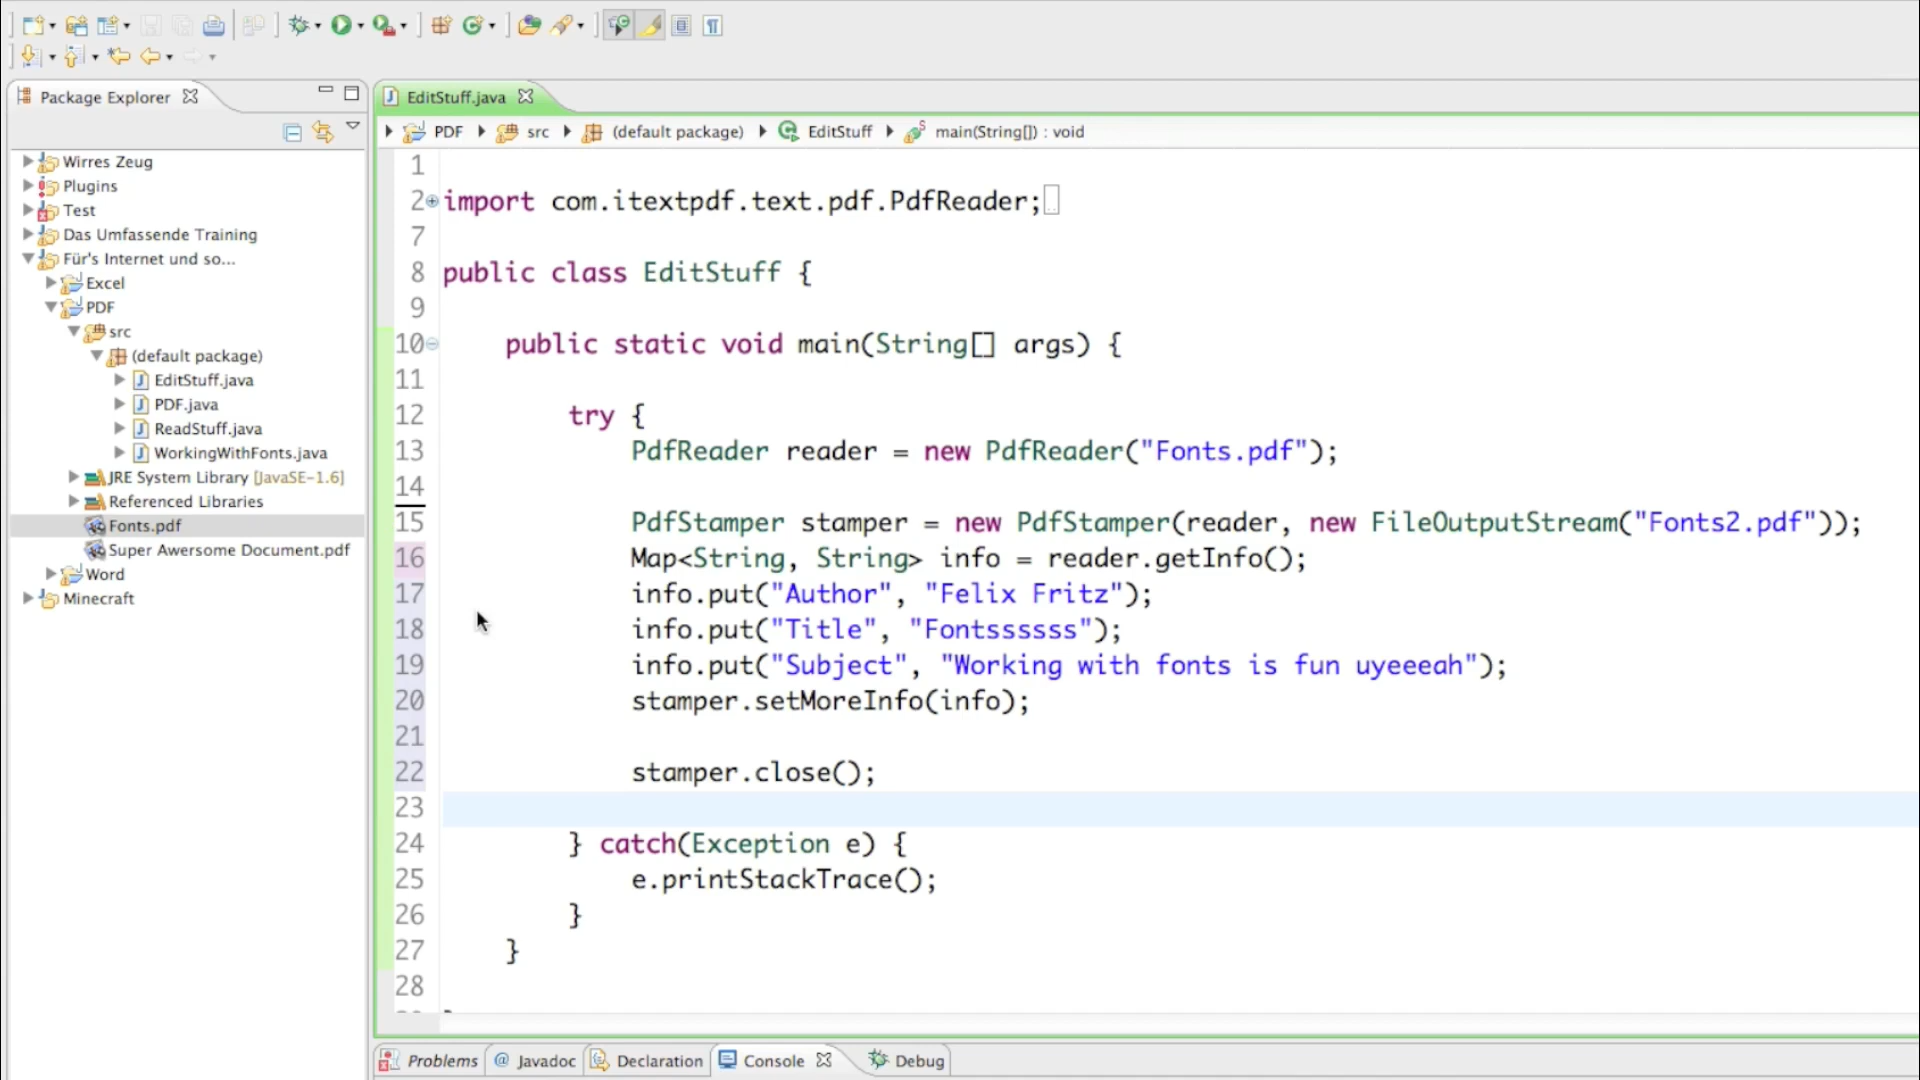 Package Explorer
Wirres Zeug
Plugins
Test
Das Umfassende Training
Für's Internet und so...
Excel
PDF
src
(default package)
EditStuff.java
PDF.java
ReadStuff.java
WorkingWithFonts.java
JRE System Library [JavaSE-1.6]
Referenced Libraries
Fonts.pdf
Super Awersome Document.pdf
Word
Minecraft
EditStuff.java
PDF src (default package) EditStuff main(String[]) : void
1
2 import com.itextpdf.text.pdf.PdfReader;
7
8 public class EditStuff {
9
10 public static void main(String[] args) {
11
12 try {
13 PdfReader reader = new PdfReader("Fonts.pdf");
14
15 PdfStamper stamper = new PdfStamper(reader, new FileOutputStream("Fonts2.pdf"));
16 Map<String, String> info = reader.getInfo();
17 info.put("Author", "Felix Fritz");
18 info.put("Title", "Fontssssss");
19 info.put("Subject", "Working with fonts is fun uyeeeah");
20 stamper.setMoreInfo(info);
21
22 stamper.close();
23
24 } catch(Exception e) {
25 e.printStackTrace();
26 }
27 }
28
Problems @ Javadoc Declaration Console Debug